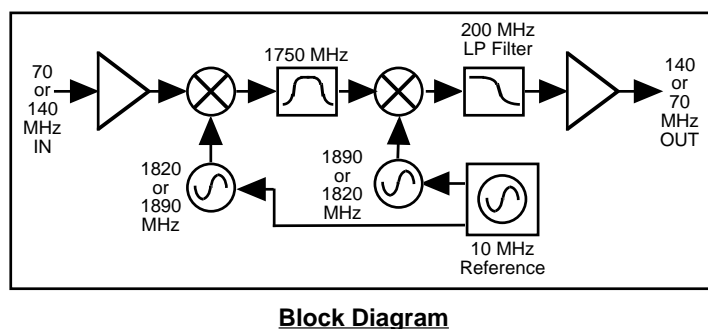 70
or
140
MHz
IN
1820
or
1890
MHz
1750 MHz
1890
or
1820
MHz
200 MHz
LP Filter
10 MHz
Reference
140
or
70
MHz
OUT
Block Diagram